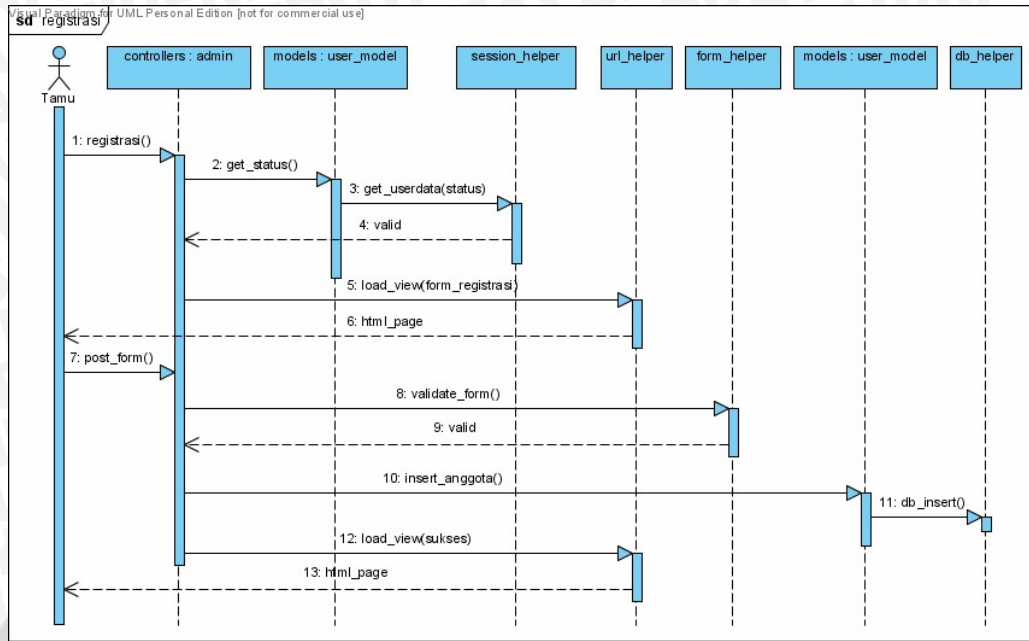 Visual Paradigm for UML Personal Edition [not for commercial use]
sd registrasi
Tamu
controllers : admin
models : user_model
session_helper
url_helper
form_helper
models : user_model
db_helper
1: registrasi()
2: get_status()
3: get_userdata(status)
4: valid
5: load_view(form_registrasi)
6: html_page
7: post_form()
8: validate_form()
9: valid
10: insert_anggota()
11: db_insert()
12: load_view(sukses)
13: html_page